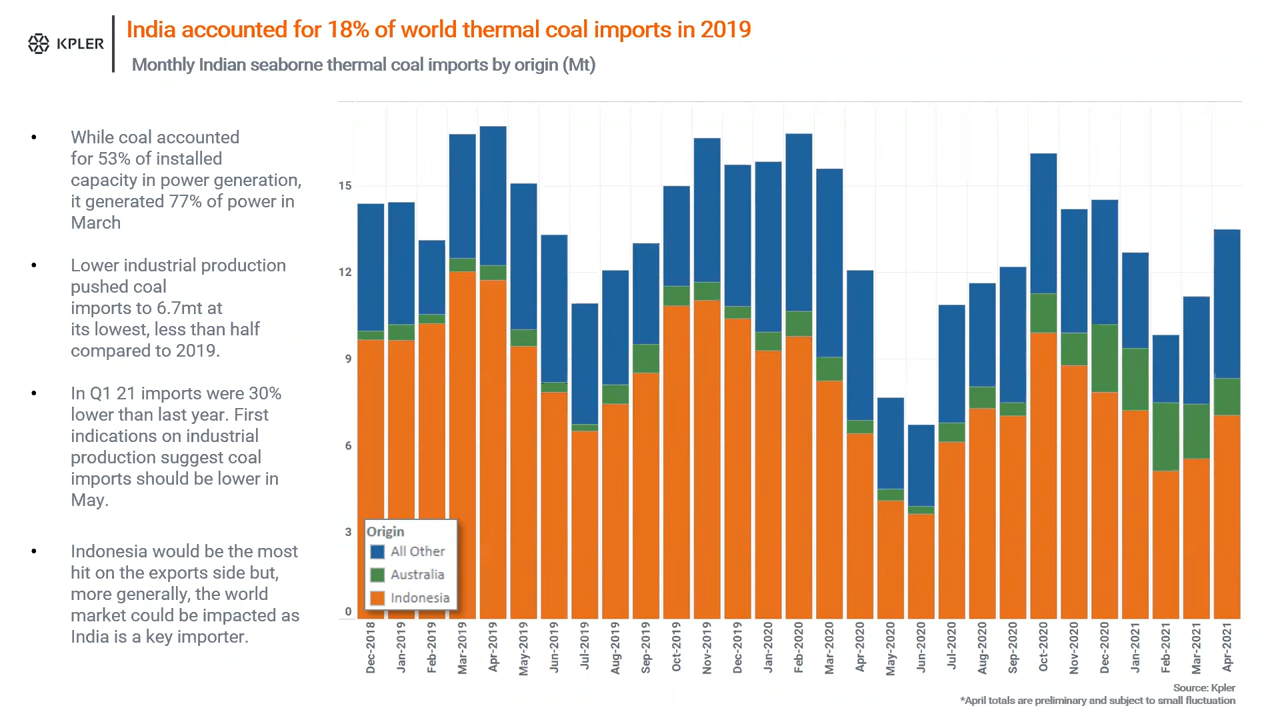 India accounted for 18% of world thermal coal imports in 2019
KPLER
Monthly Indian seaborne thermal coal imports by origin (Mt)
• While coal accounted
for 53% of installed
capacity in power generation,
it generated 77% of power in
March
• Lower industrial production
pushed coal
imports to 6.7mt at
its lowest, less than half
compared to 2019.
• In Q1 21 imports were 30%
lower than last year. First
indications on industrial
production suggest coal
imports should be lower in
May.
• Indonesia would be the most
hit on the exports side but,
more generally, the world
market could be impacted as
India is a key importer.
15
12
9
6
3
0
Origin
All Other
Australia
Indonesia
Dec-2018
Jan-2019
Feb-2019
Mar-2019
Apr-2019
May-2019
Jun-2019
Jul-2019
Aug-2019
Sep-2019
Oct-2019
Nov-2019
Dec-2019
Jan-2020
Feb-2020
Mar-2020
Apr-2020
May-2020
Jun-2020
Jul-2020
Aug-2020
Sep-2020
Oct-2020
Nov-2020
Dec-2020
Jan-2021
Feb-2021
Mar-2021
Apr-2021
Source: Kpler
*April totals are preliminary and subject to small fluctuation